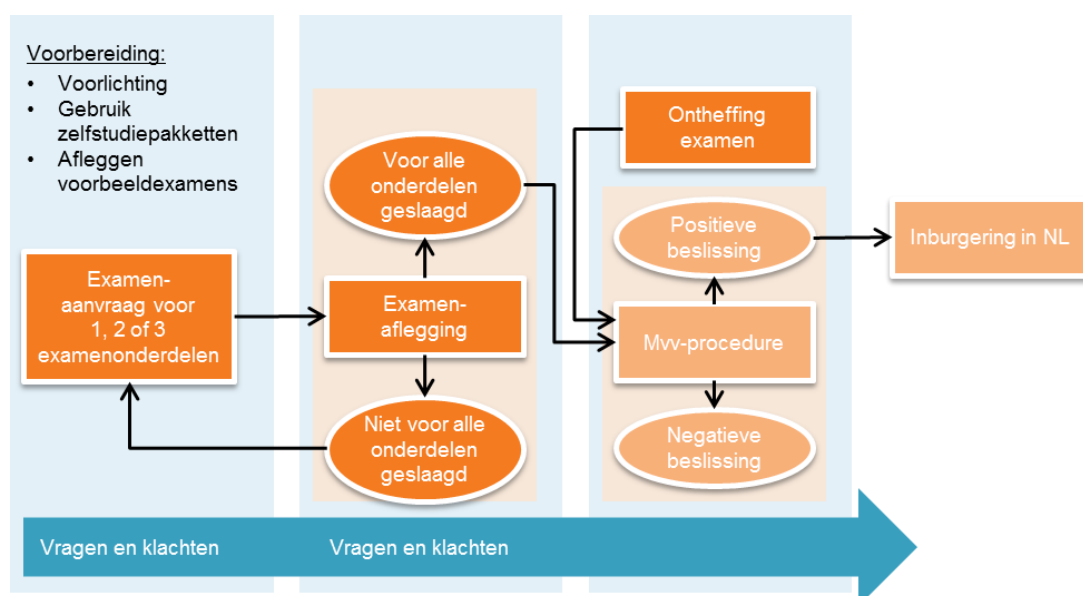 Voorbereiding:
• Voorlichting
• Gebruik
zelfstudiepakketten
• Afleggen
voorbeeldexamens
Examen-
aanvraag voor
1, 2 of 3
examenonderdelen
Voor alle
onderdelen
geslaagd
Examen-
aflegging
Niet voor alle
onderdelen
geslaagd
Ontheffing
examen
Positieve
beslissing
Mvv-procedure
Negatieve
beslissing
Inburgering in NL
Vragen en klachten
Vragen en klachten